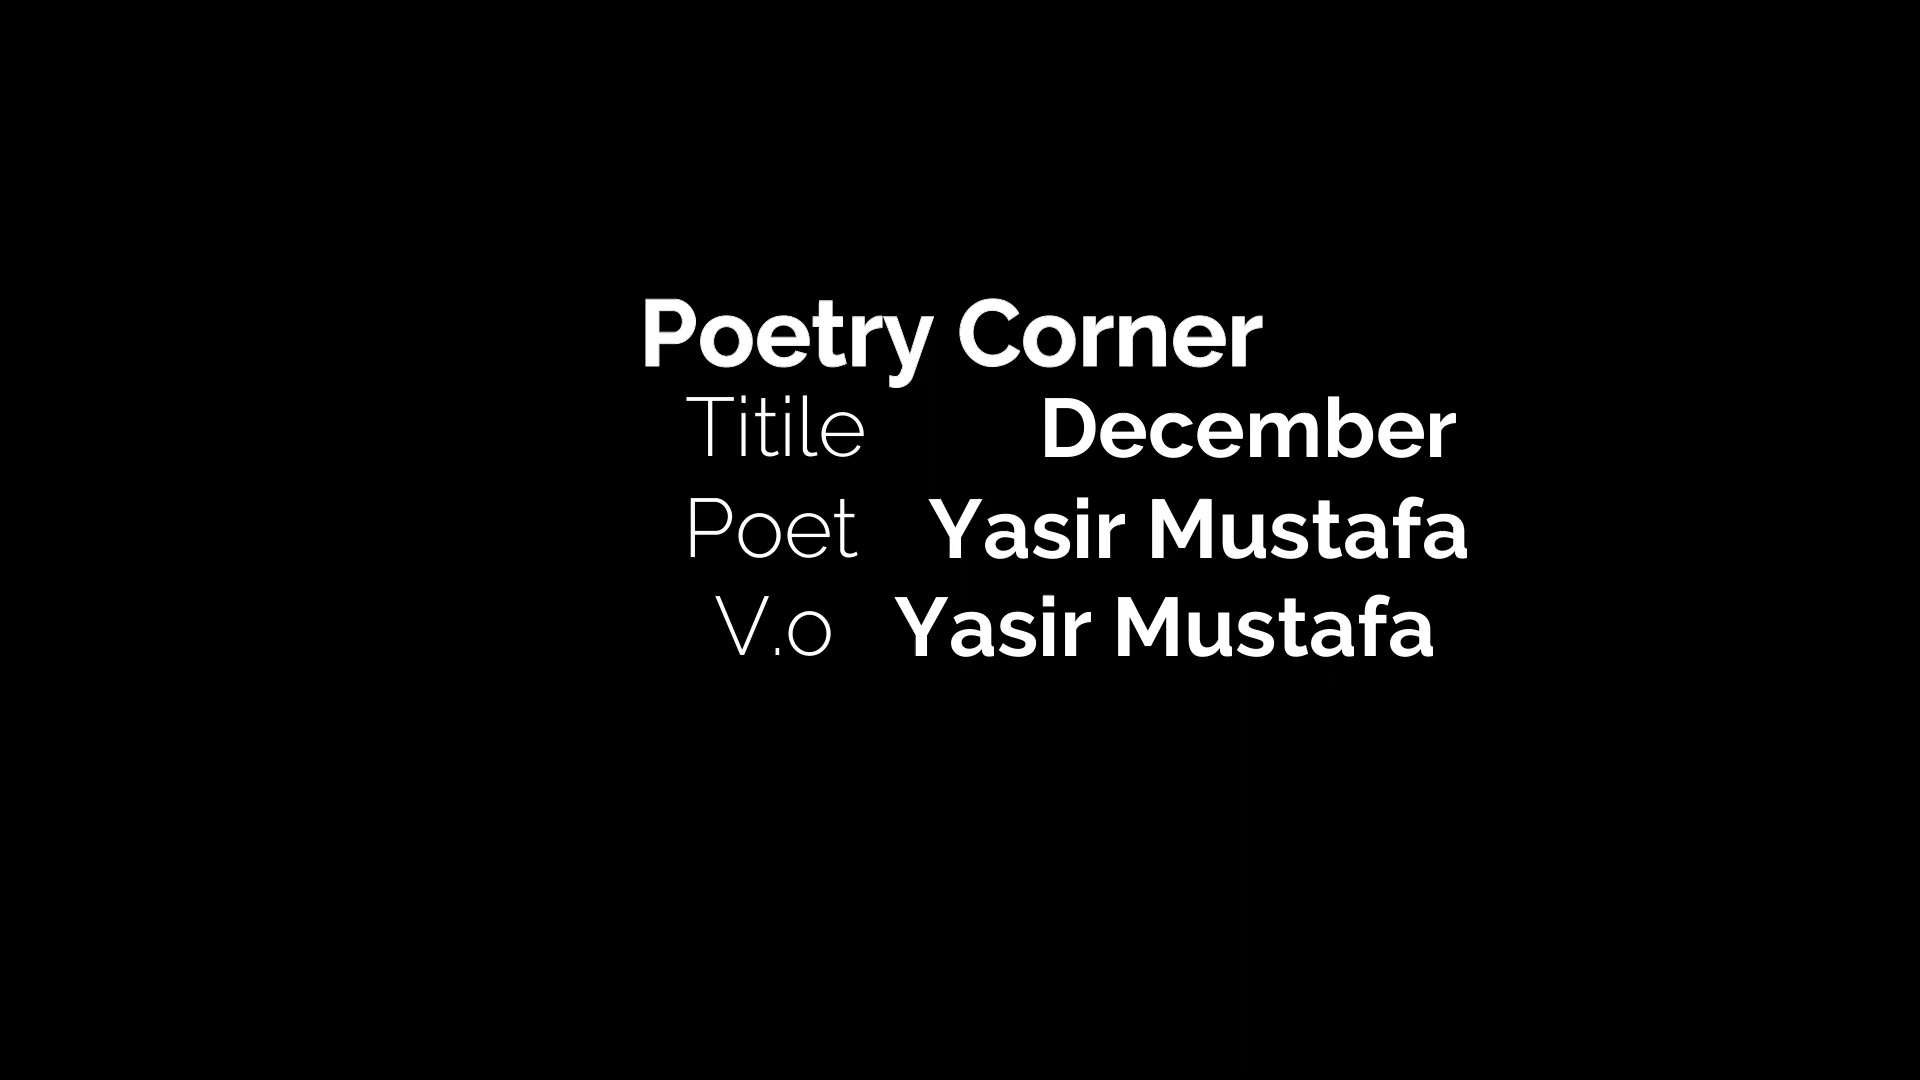 Poetry Corner
Titile December
Poet Yasir Mustafa
V.o Yasir Mustafa